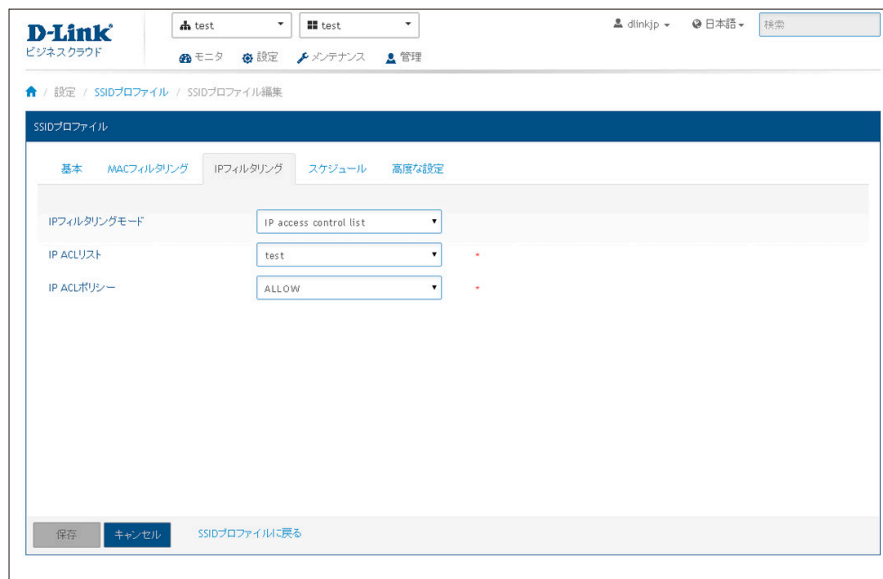 D-Link
ビジネスクラウド
test test dlinkjp 日本語 検索
モニタ 設定 メンテナンス 管理
/ 設定 / SSIDプロファイル / SSIDプロファイル編集
SSIDプロファイル
基本 MACフィルタリング IPフィルタリング スケジュール 高度な設定
IPフィルタリングモード IP access control list
IP ACLリスト test *
IP ACLポリシー ALLOW *
保存 キャンセル SSIDプロファイルに戻る